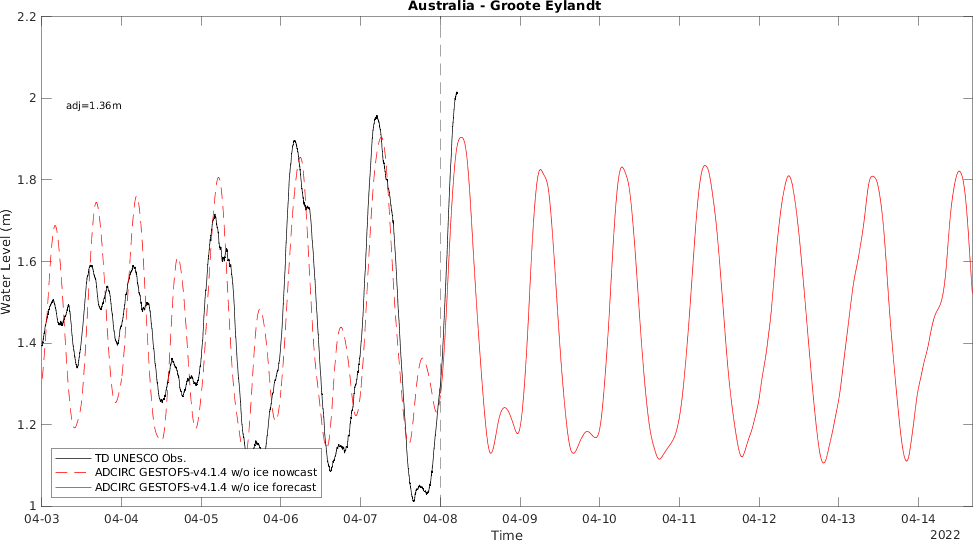 Australia - Groote Eylandt
2.2
2
1.8
1.6
1.4
1.2
1
Water Level (m)
adj=1.36m
TD UNESCO Obs.
ADCIRC GESTOFS-v4.1.4 w/o ice nowcast
ADCIRC GESTOFS-v4.1.4 w/o ice forecast
04-03 04-04 04-05 04-06 04-07 04-08 04-09 04-10 04-11 04-12 04-13 04-14
Time
2022